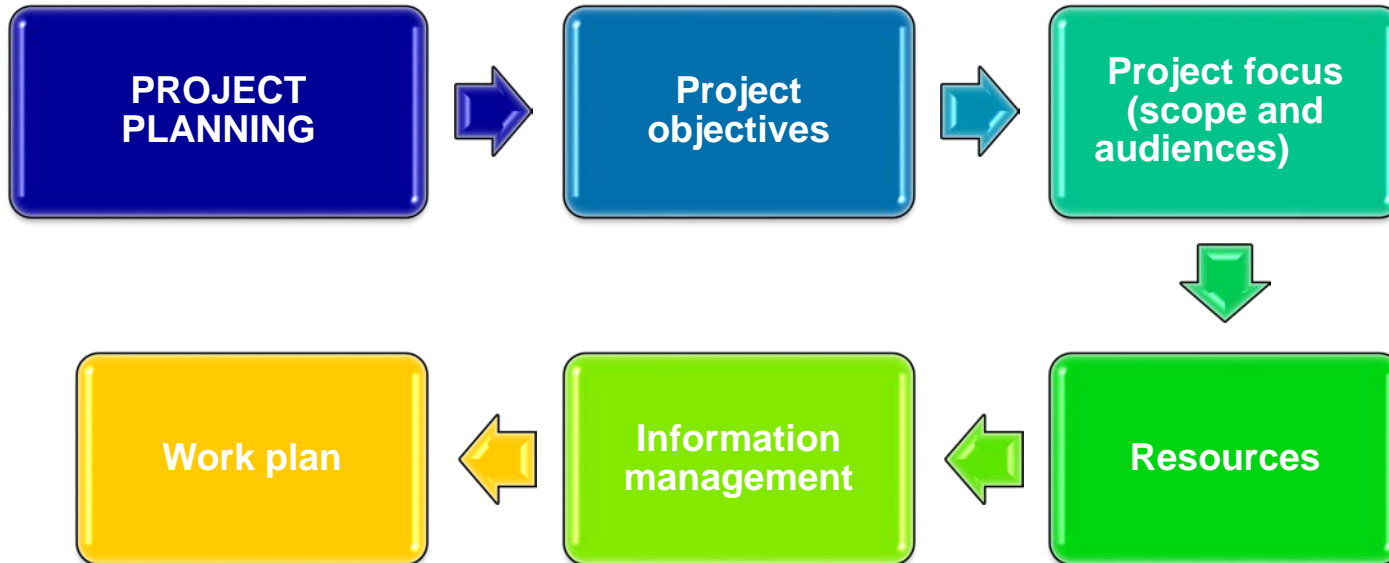 PROJECT
PLANNING
Project
objectives
Project focus
(scope and
audiences)
Resources
Information
management
Work plan